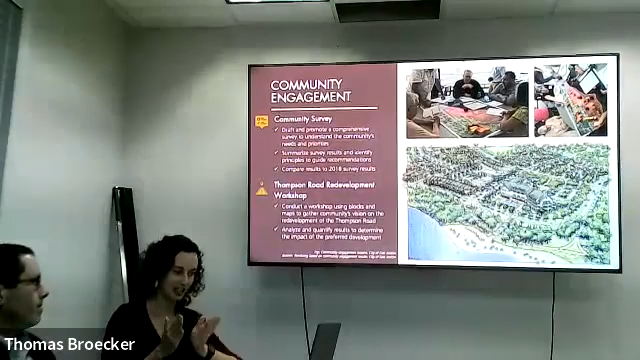 COMMUNITY
ENGAGEMENT
Community Survey
Draft and promote a comprehensive
survey to understand the community's
needs and priorities
Summarize survey results and identify
principles to guide recommendations
Compare results to 2018 survey results
Thompson Road Redevelopment
Workshop
Conduct a workshop using blocks and
maps to gather community's vision on the
redevelopment of the Thompson Road
Analyze and quantify results to determine
the impact of the preferred development
Thomas Broecker